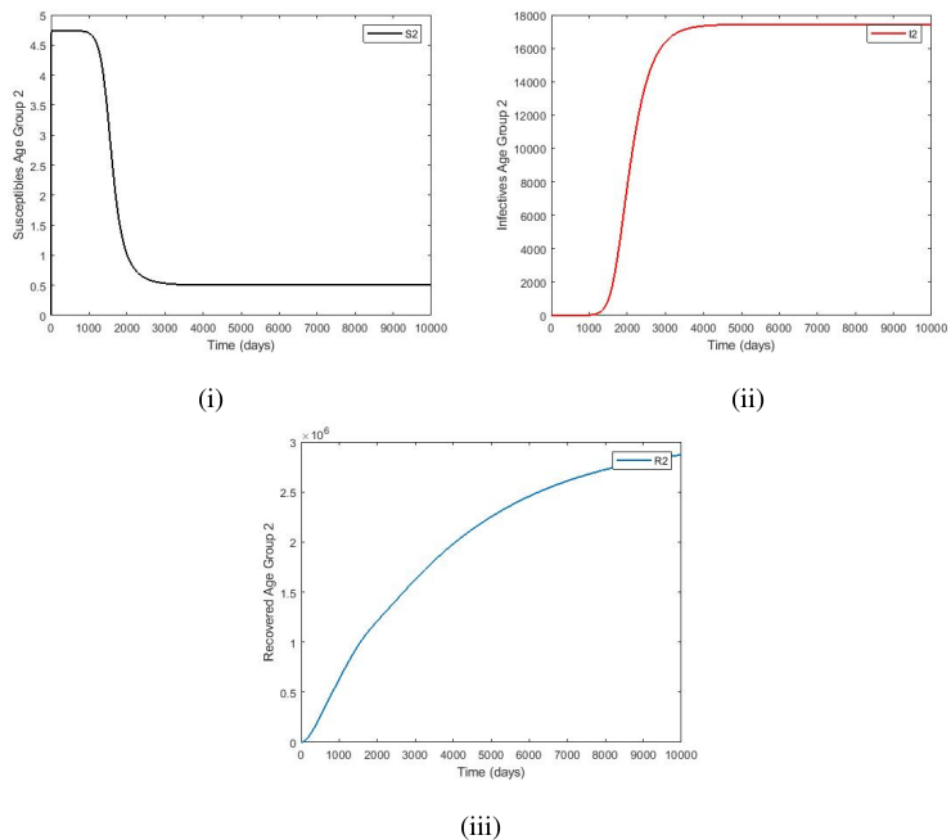 S2
5
4.5
4
3.5
3
2.5
2
1.5
1
0.5
0
Susceptibles Age Group 2
0 1000 2000 3000 4000 5000 6000 7000 8000 9000 10000
Time (days)
(i)
I2
18000
16000
14000
12000
10000
8000
6000
4000
2000
0
Infectives Age Group 2
0 1000 2000 3000 4000 5000 6000 7000 8000 9000 10000
Time (days)
(ii)
×10⁶
R2
3
2.5
2
1.5
1
0.5
0
Recovered Age Group 2
0 1000 2000 3000 4000 5000 6000 7000 8000 9000 10000
Time (days)
(iii)